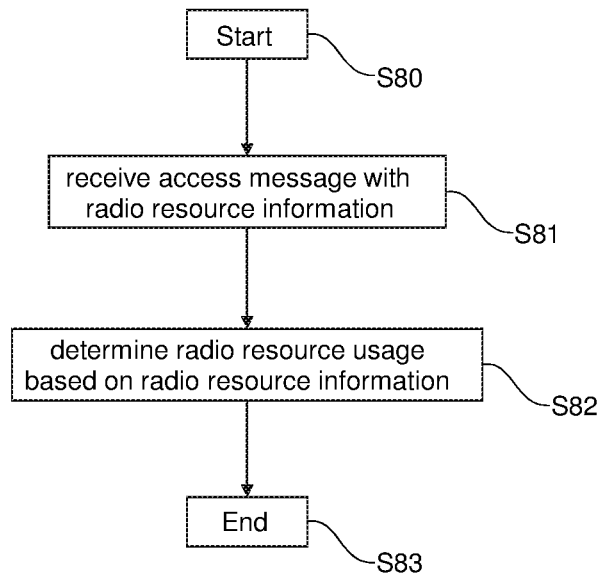 Start
S80
receive access message with
radio resource information
S81
determine radio resource usage
based on radio resource information
S82
End
S83